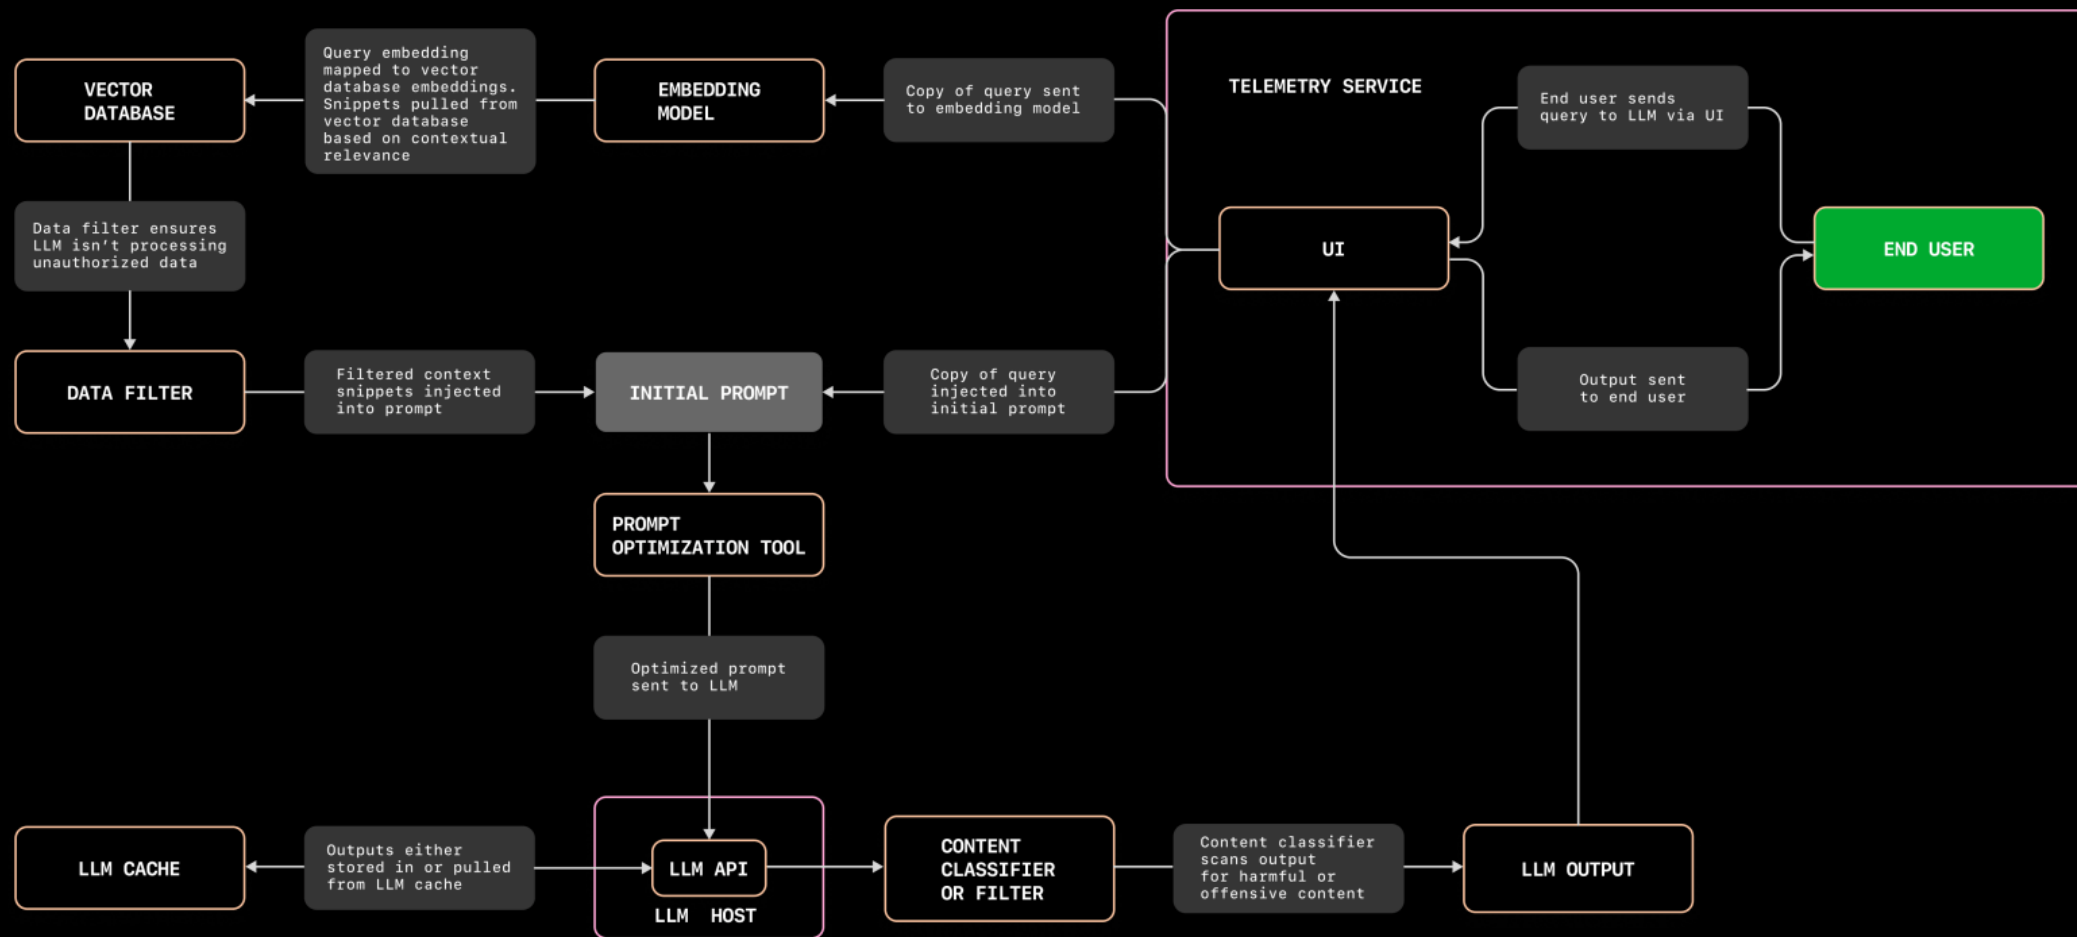 VECTOR
DATABASE
Query embedding
mapped to vector
database embeddings.
Snippets pulled from
vector database
based on contextual
relevance
EMBEDDING
MODEL
Copy of query sent
to embedding model
TELEMETRY SERVICE
End user sends
query to LLM via UI
UI
END USER
Output sent
to end user
Data filter ensures
LLM isn't processing
unauthorized data
DATA FILTER
Filtered context
snippets injected
into prompt
INITIAL PROMPT
Copy of query
injected into
initial prompt
PROMPT
OPTIMIZATION TOOL
Optimized prompt
sent to LLM
LLM CACHE
Outputs either
stored in or pulled
from LLM cache
LLM API
LLM HOST
CONTENT
CLASSIFIER
OR FILTER
Content classifier
scans output
for harmful or
offensive content
LLM OUTPUT